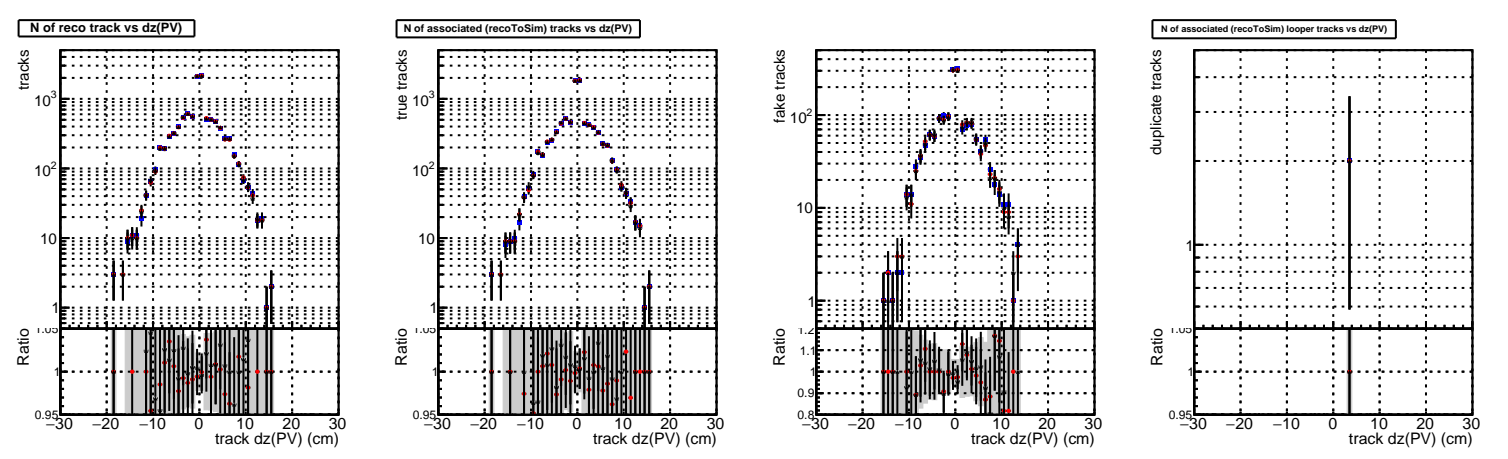 N of reco track vs dz(PV)
tracks
10³
10²
10
1
1.05
Ratio
1
0.95
−30 −20 −10 0 10 20 30
track dz(PV) (cm)
N of associated (recoToSim) tracks vs dz(PV)
true tracks
10³
10²
10
1
1.05
Ratio
1
0.95
−30 −20 −10 0 10 20 30
track dz(PV) (cm)
fake tracks
10²
10
1
1.2
Ratio
1.1
1
0.9
0.8
−30 −20 −10 0 10 20 30
track dz(PV) (cm)
N of associated (recoToSim) looper tracks vs dz(PV)
duplicate tracks
1
1.05
Ratio
1
0.95
−30 −20 −10 0 10 20 30
track dz(PV) (cm)